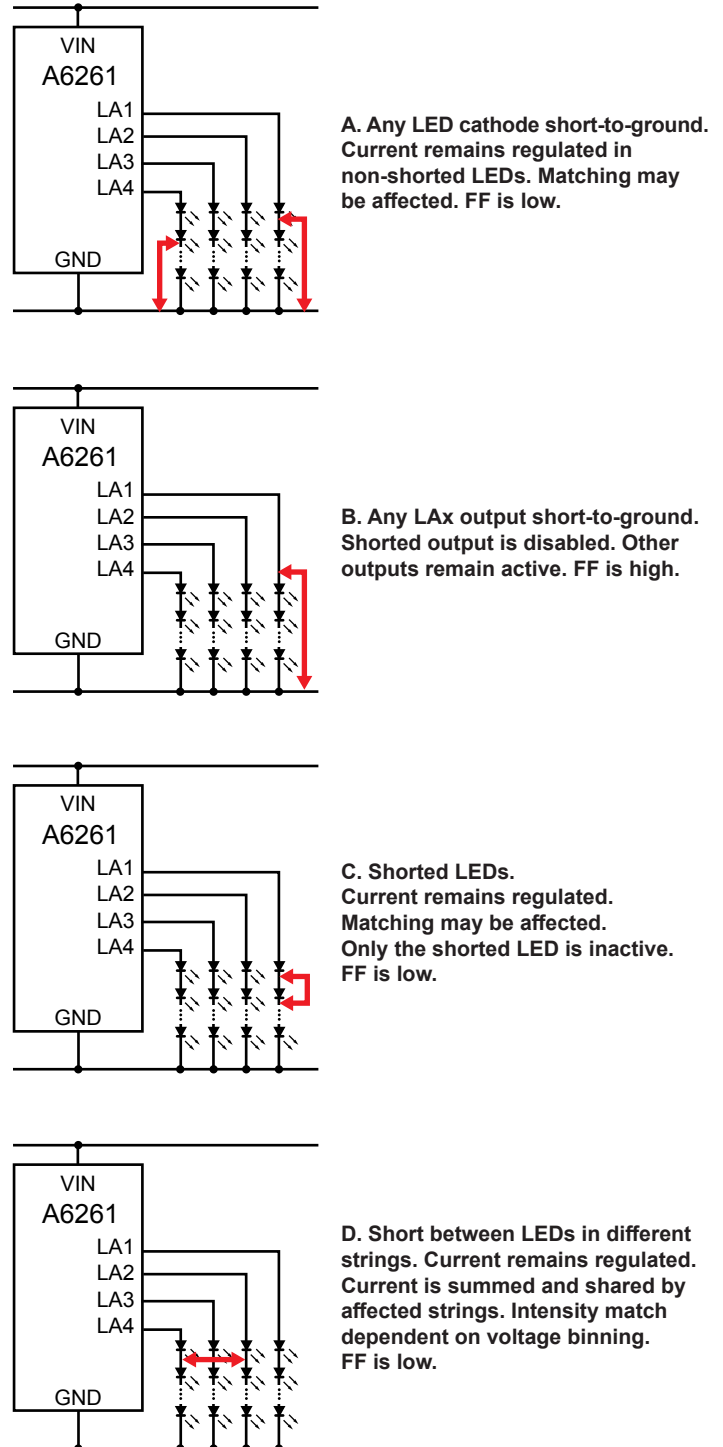 VIN
A6261
LA1
LA2
LA3
LA4
GND
A. Any LED cathode short-to-ground.
Current remains regulated in
non-shorted LEDs. Matching may
be affected. FF is low.
VIN
A6261
LA1
LA2
LA3
LA4
GND
B. Any LAx output short-to-ground.
Shorted output is disabled. Other
outputs remain active. FF is high.
VIN
A6261
LA1
LA2
LA3
LA4
GND
C. Shorted LEDs.
Current remains regulated.
Matching may be affected.
Only the shorted LED is inactive.
FF is low.
VIN
A6261
LA1
LA2
LA3
LA4
GND
D. Short between LEDs in different
strings. Current remains regulated.
Current is summed and shared by
affected strings. Intensity match
dependent on voltage binning.
FF is low.